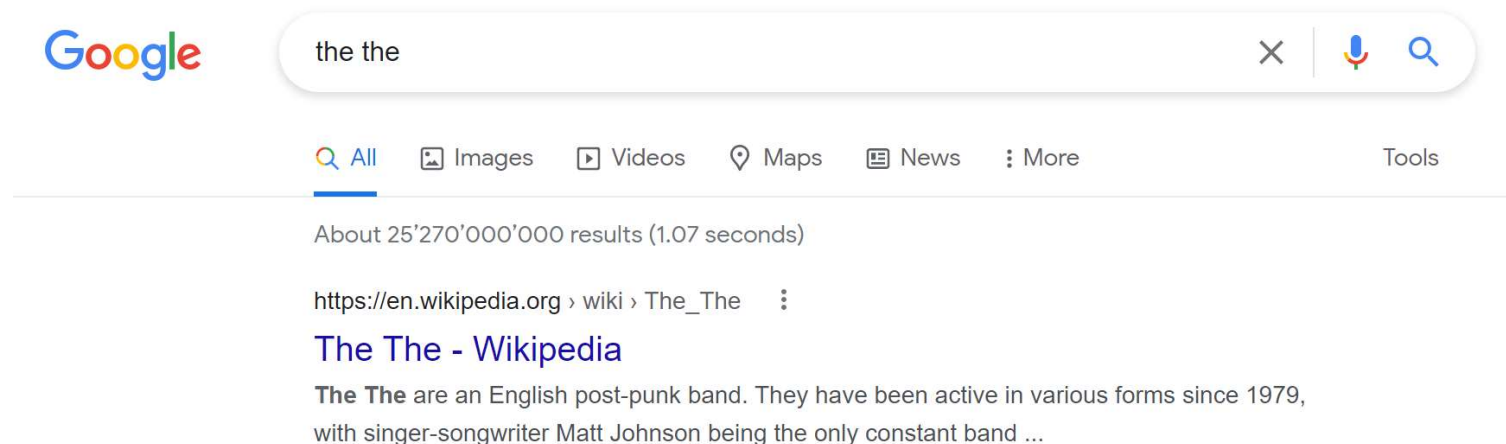 Google the the
All Images Videos Maps News More Tools
About 25’270’000’000 results (1.07 seconds)
https://en.wikipedia.org › wiki › The_The
The The - Wikipedia
The The are an English post-punk band. They have been active in various forms since 1979,
with singer-songwriter Matt Johnson being the only constant band ...